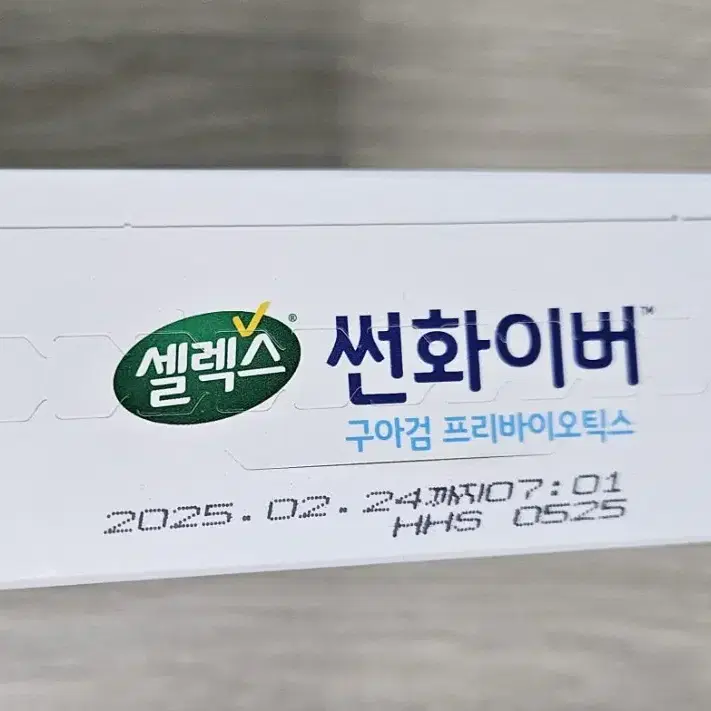 셀렉스® 썬화이버™
구아검 프리바이오틱스
2025.02.24까지07:01
HHS 0525